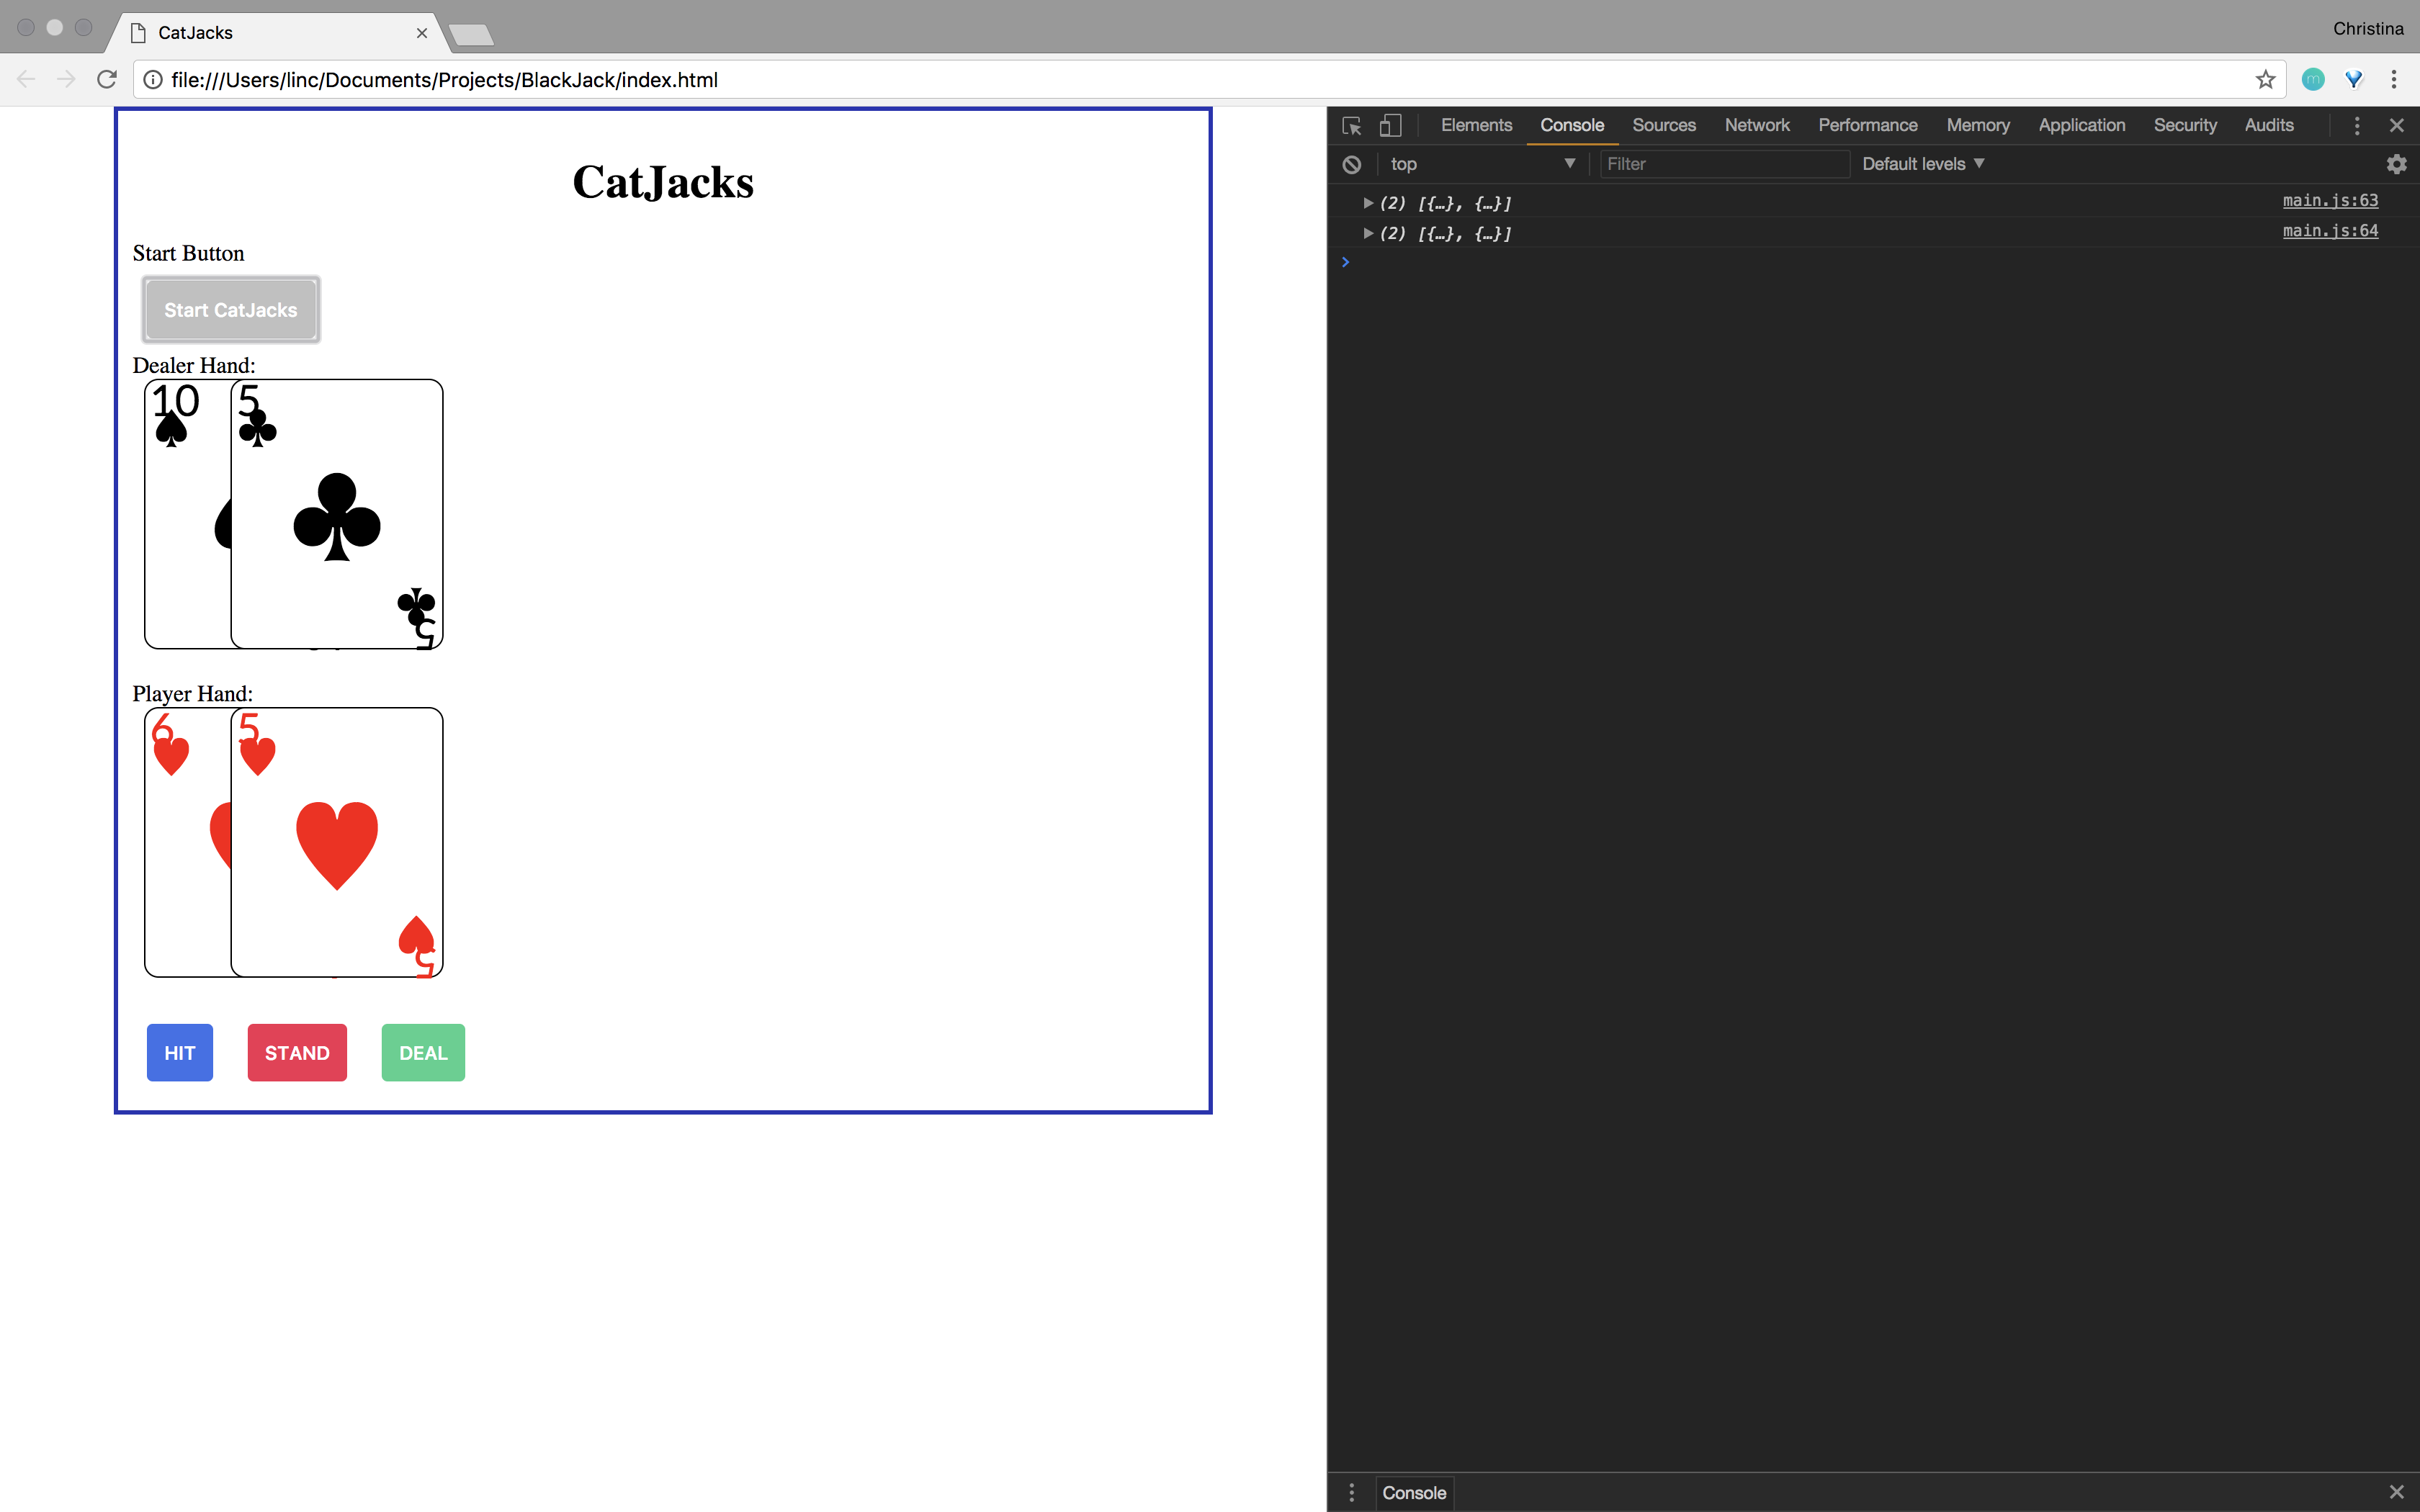 CatJacks
Christina
file:///Users/linc/Documents/Projects/BlackJack/index.html
CatJacks
Start Button
Start CatJacks
Dealer Hand:
10 5
5
Player Hand:
6 5
5
HIT STAND DEAL
Elements Console Sources Network Performance Memory Application Security Audits
top Filter Default levels
(2) [{…}, {…}] main.js:63
(2) [{…}, {…}] main.js:64
Console